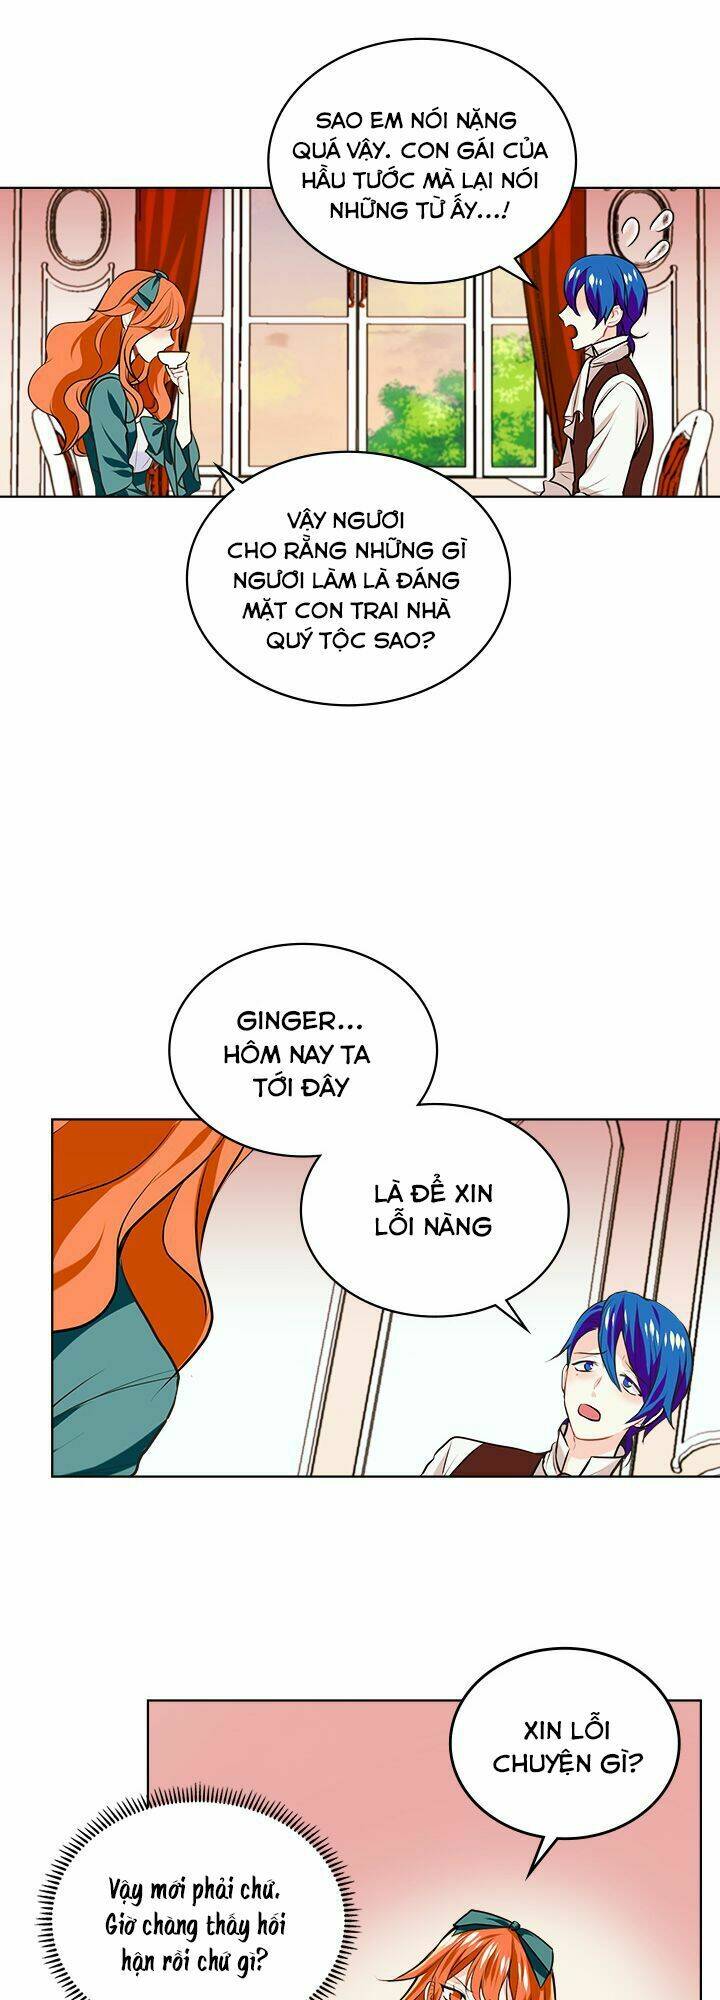 SAO EM NÓI NẶNG
QUÁ VẬY. CON GÁI CỦA
HẦU TƯỚC MÀ LẠI NÓI
NHỮNG TỪ ẤY...!
VẬY NGƯƠI
CHO RẰNG NHỮNG GÌ
NGƯƠI LÀM LÀ ĐÁNG
MẶT CON TRAI NHÀ
QUÝ TỘC SAO?
GINGER...
HÔM NAY TA
TỚI ĐÂY
LÀ ĐỂ XIN
LỖI NÀNG
XIN LỖI
CHUYỆN GÌ?
Vậy mới phải chứ.
Giờ chàng thấy hối
hận rồi chứ gì?